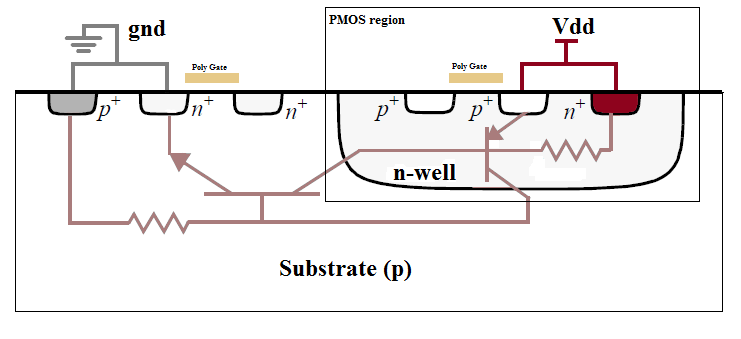 PMOS region
gnd
Vdd
Poly Gate
Poly Gate
p+
n+
n+
p+
p+
n+
n-well
Substrate (p)